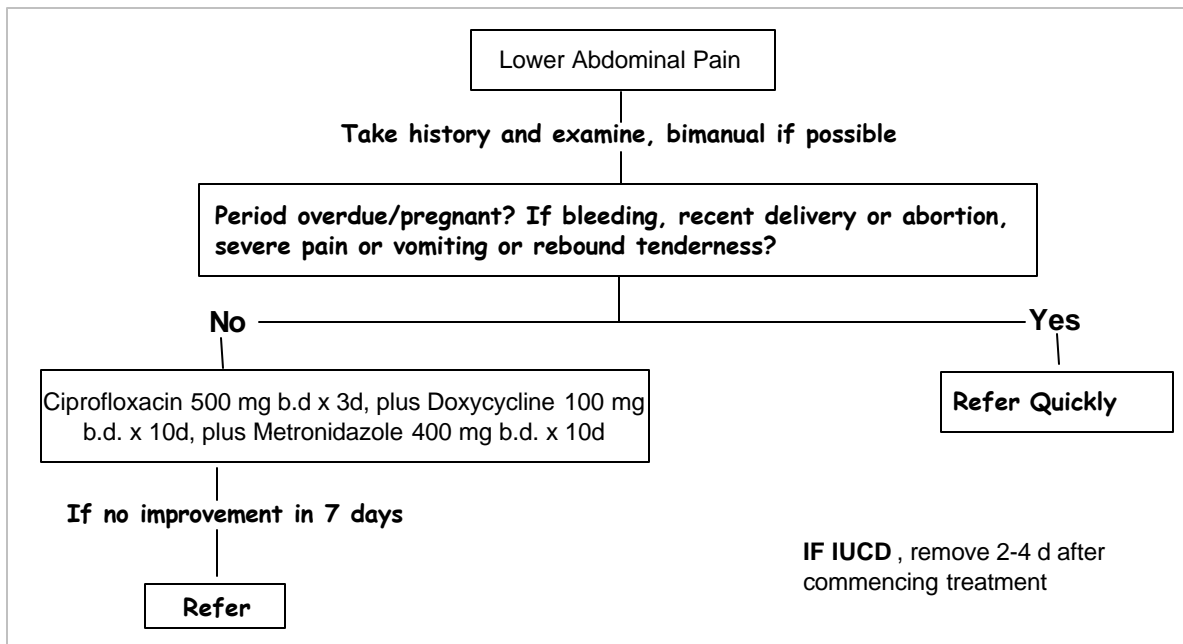 Lower Abdominal Pain
Take history and examine, bimanual if possible
Period overdue/pregnant? If bleeding, recent delivery or abortion,
severe pain or vomiting or rebound tenderness?
No
Yes
Ciprofloxacin 500 mg b.d x 3d, plus Doxycycline 100 mg
b.d. x 10d, plus Metronidazole 400 mg b.d. x 10d
Refer Quickly
If no improvement in 7 days
IF IUCD , remove 2-4 d after
commencing treatment
Refer